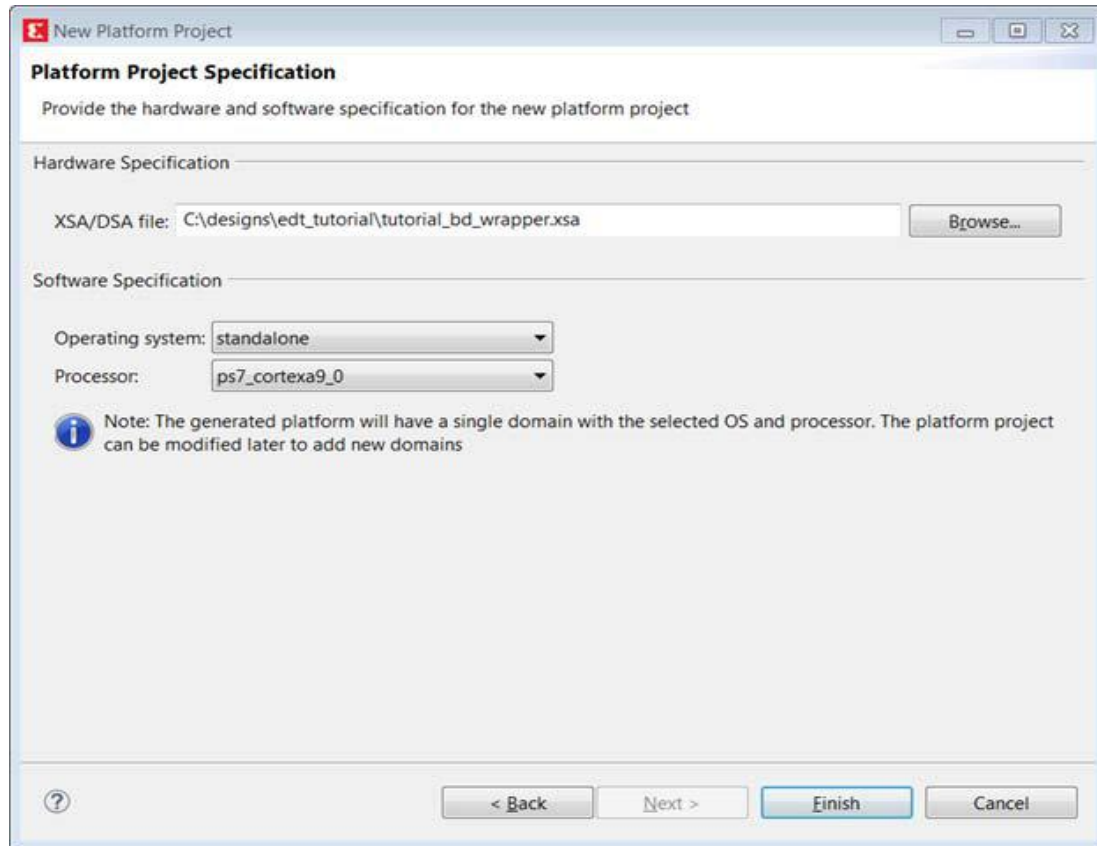 New Platform Project
Platform Project Specification
Provide the hardware and software specification for the new platform project
Hardware Specification
XSA/DSA file: C:\designs\edt_tutorial\tutorial_bd_wrapper.xsa Browse...
Software Specification
Operating system: standalone
Processor: ps7_cortexa9_0
Note: The generated platform will have a single domain with the selected OS and processor. The platform project
can be modified later to add new domains
? < Back Next > Finish Cancel